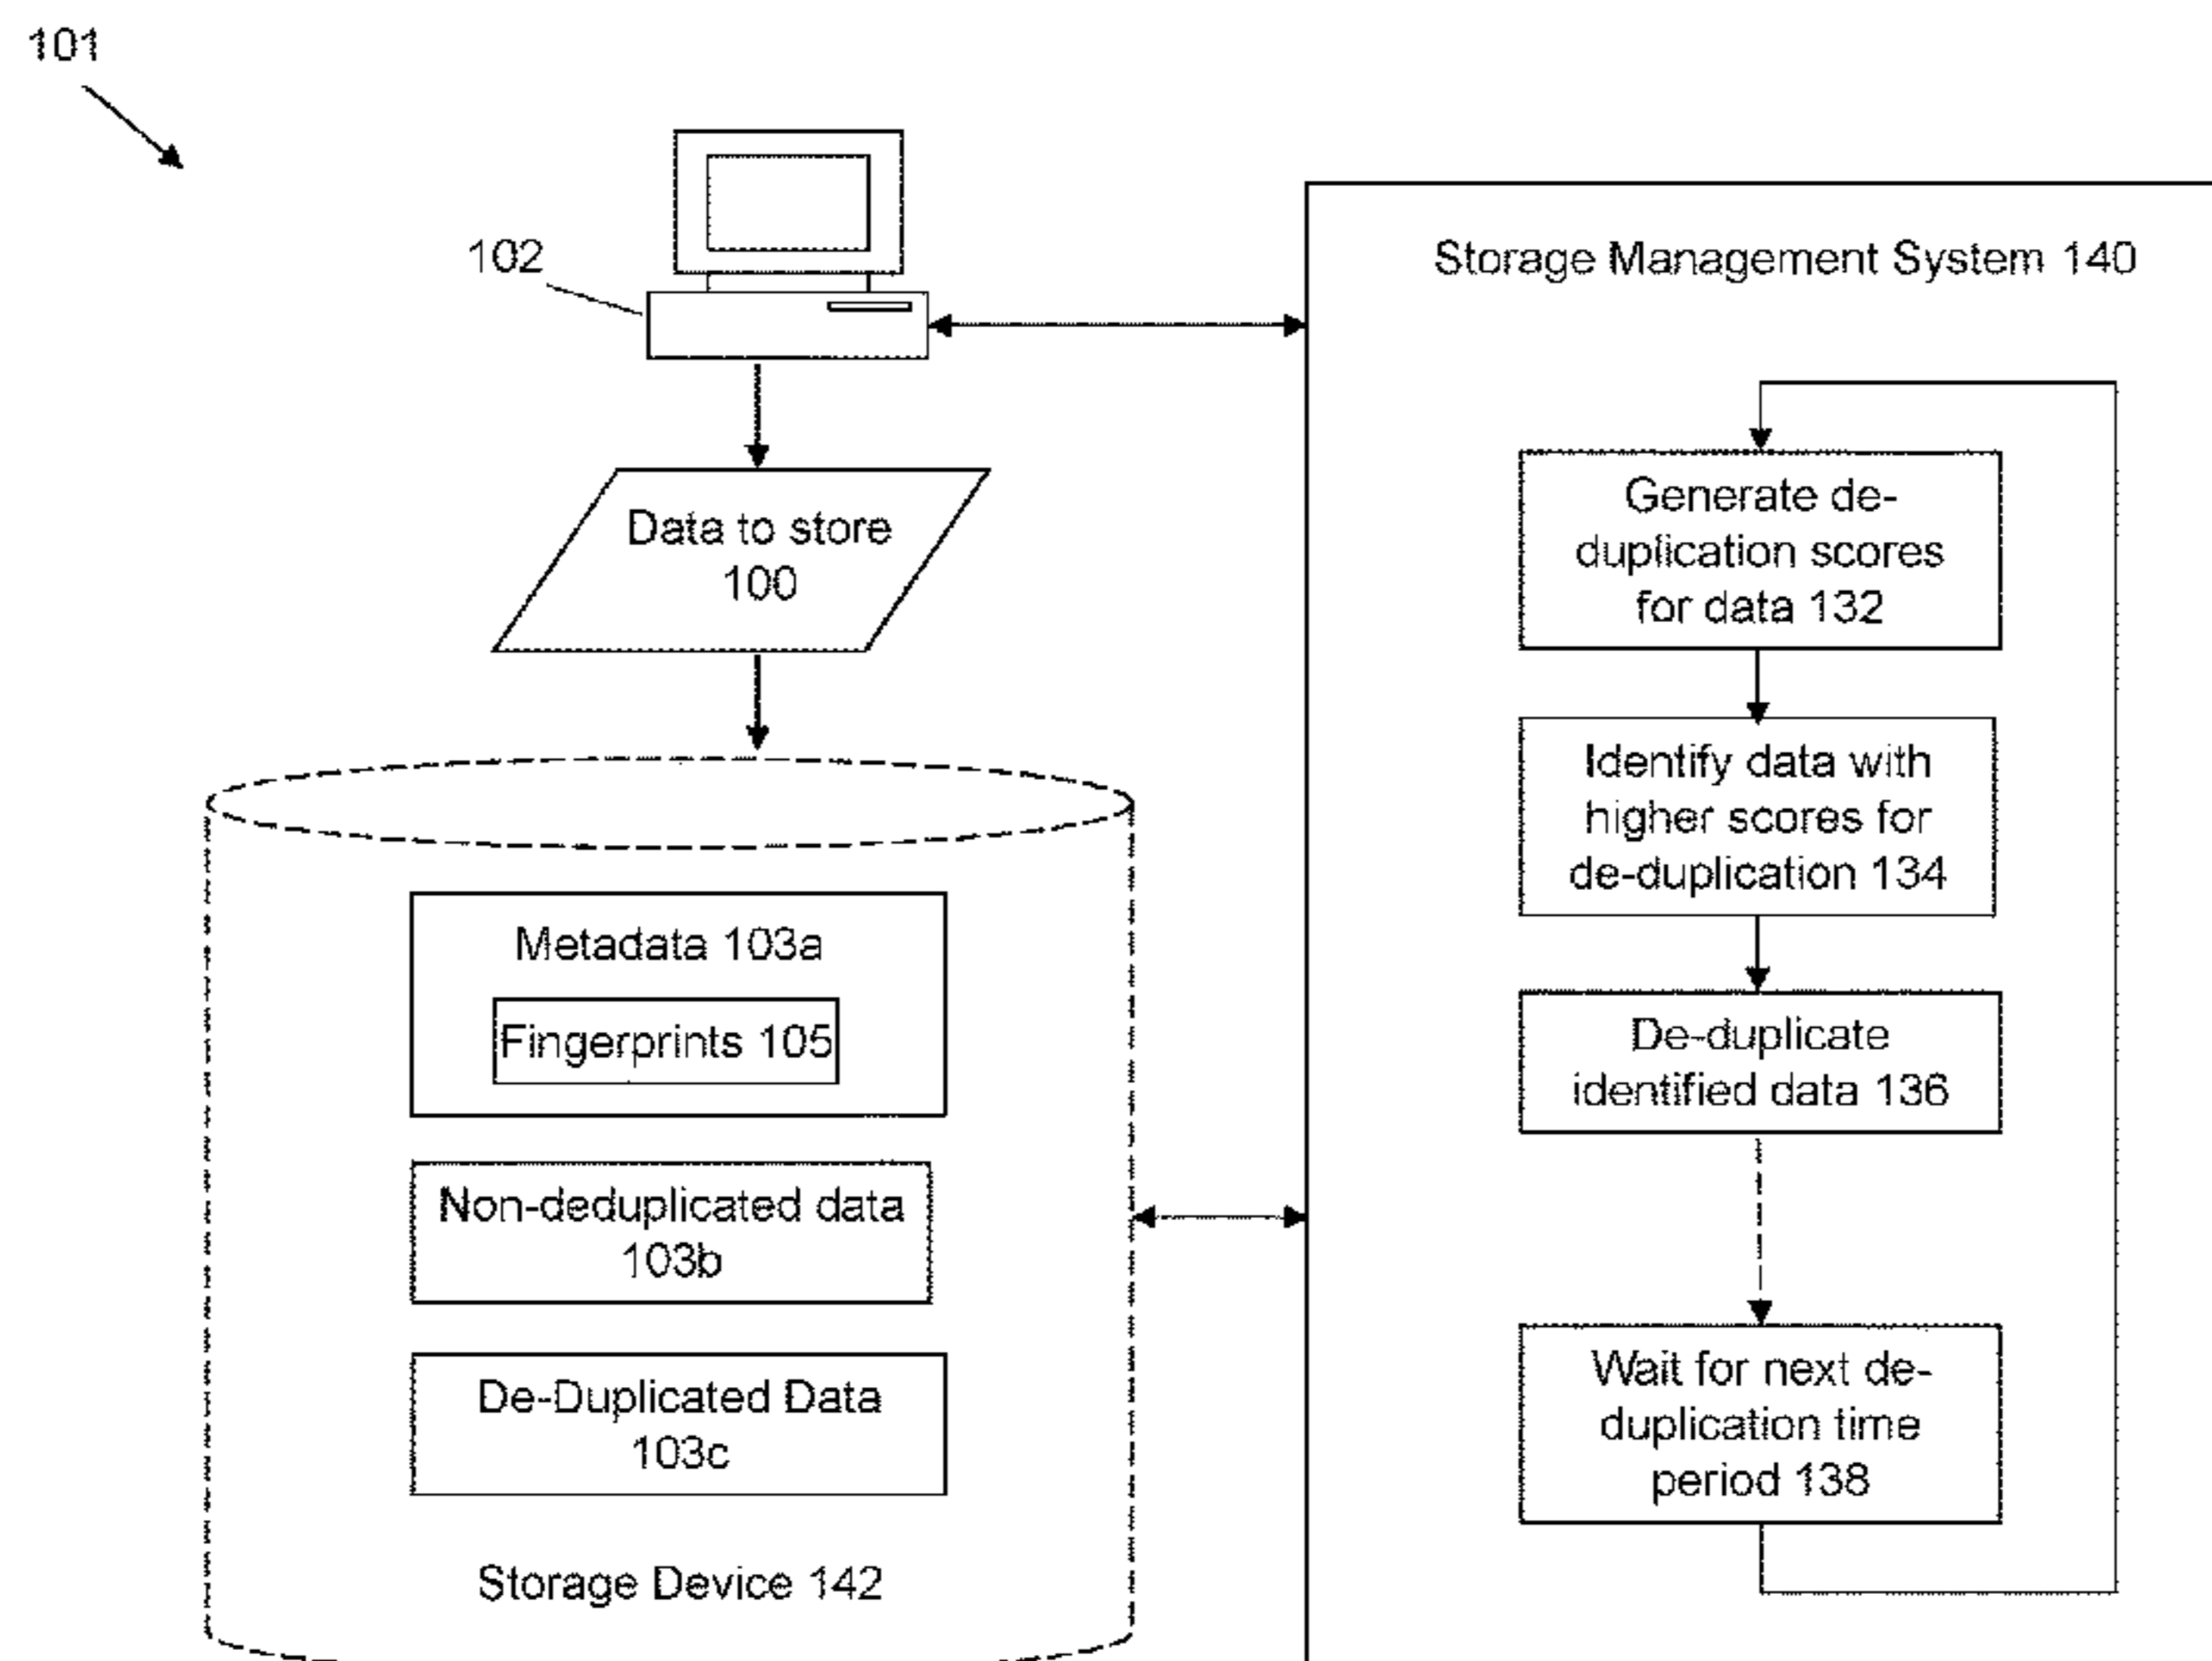 101
102
Storage Management System 140
Data to store
100
Metadata 103a
Fingerprints 105
Non-deduplicated data
103b
De-Duplicated Data
103c
Storage Device 142
Generate de-
duplication scores
for data 132
Identify data with
higher scores for
de-duplication 134
De-duplicate
identified data 136
Wait for next de-
duplication time
period 138